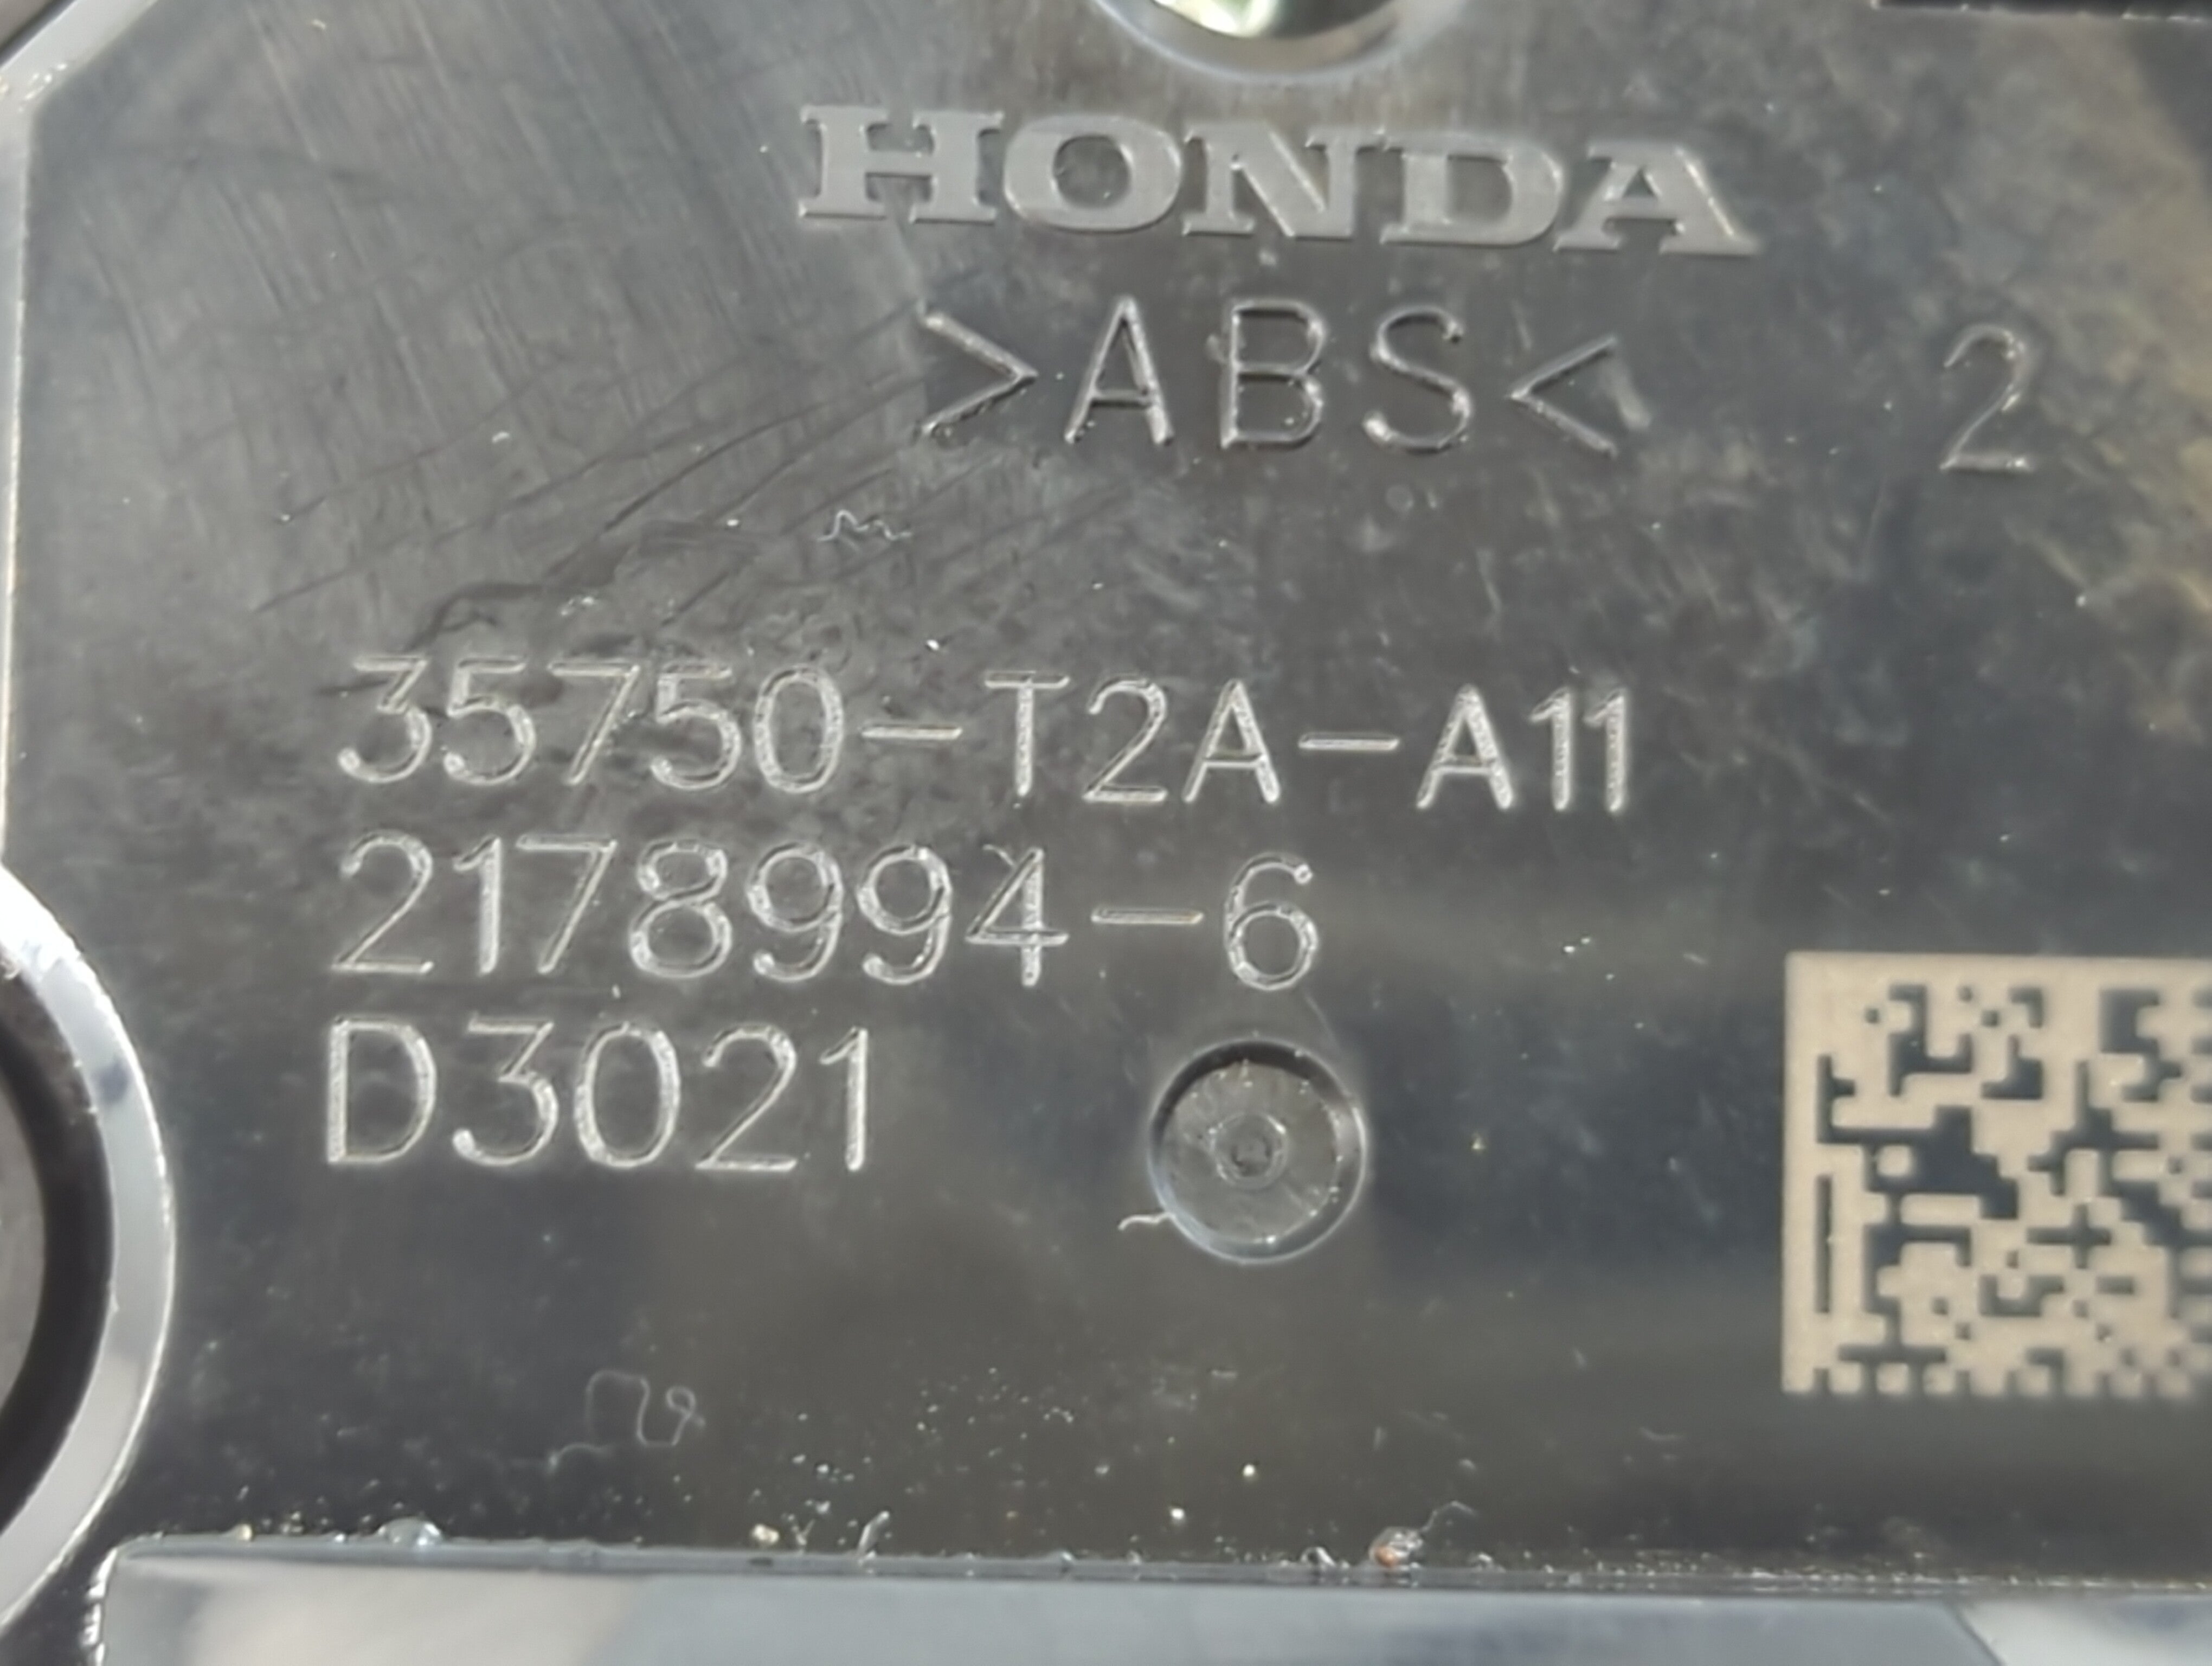 HONDA
>ABS< 2
35750-T2A-A11
2178994-6
D3021